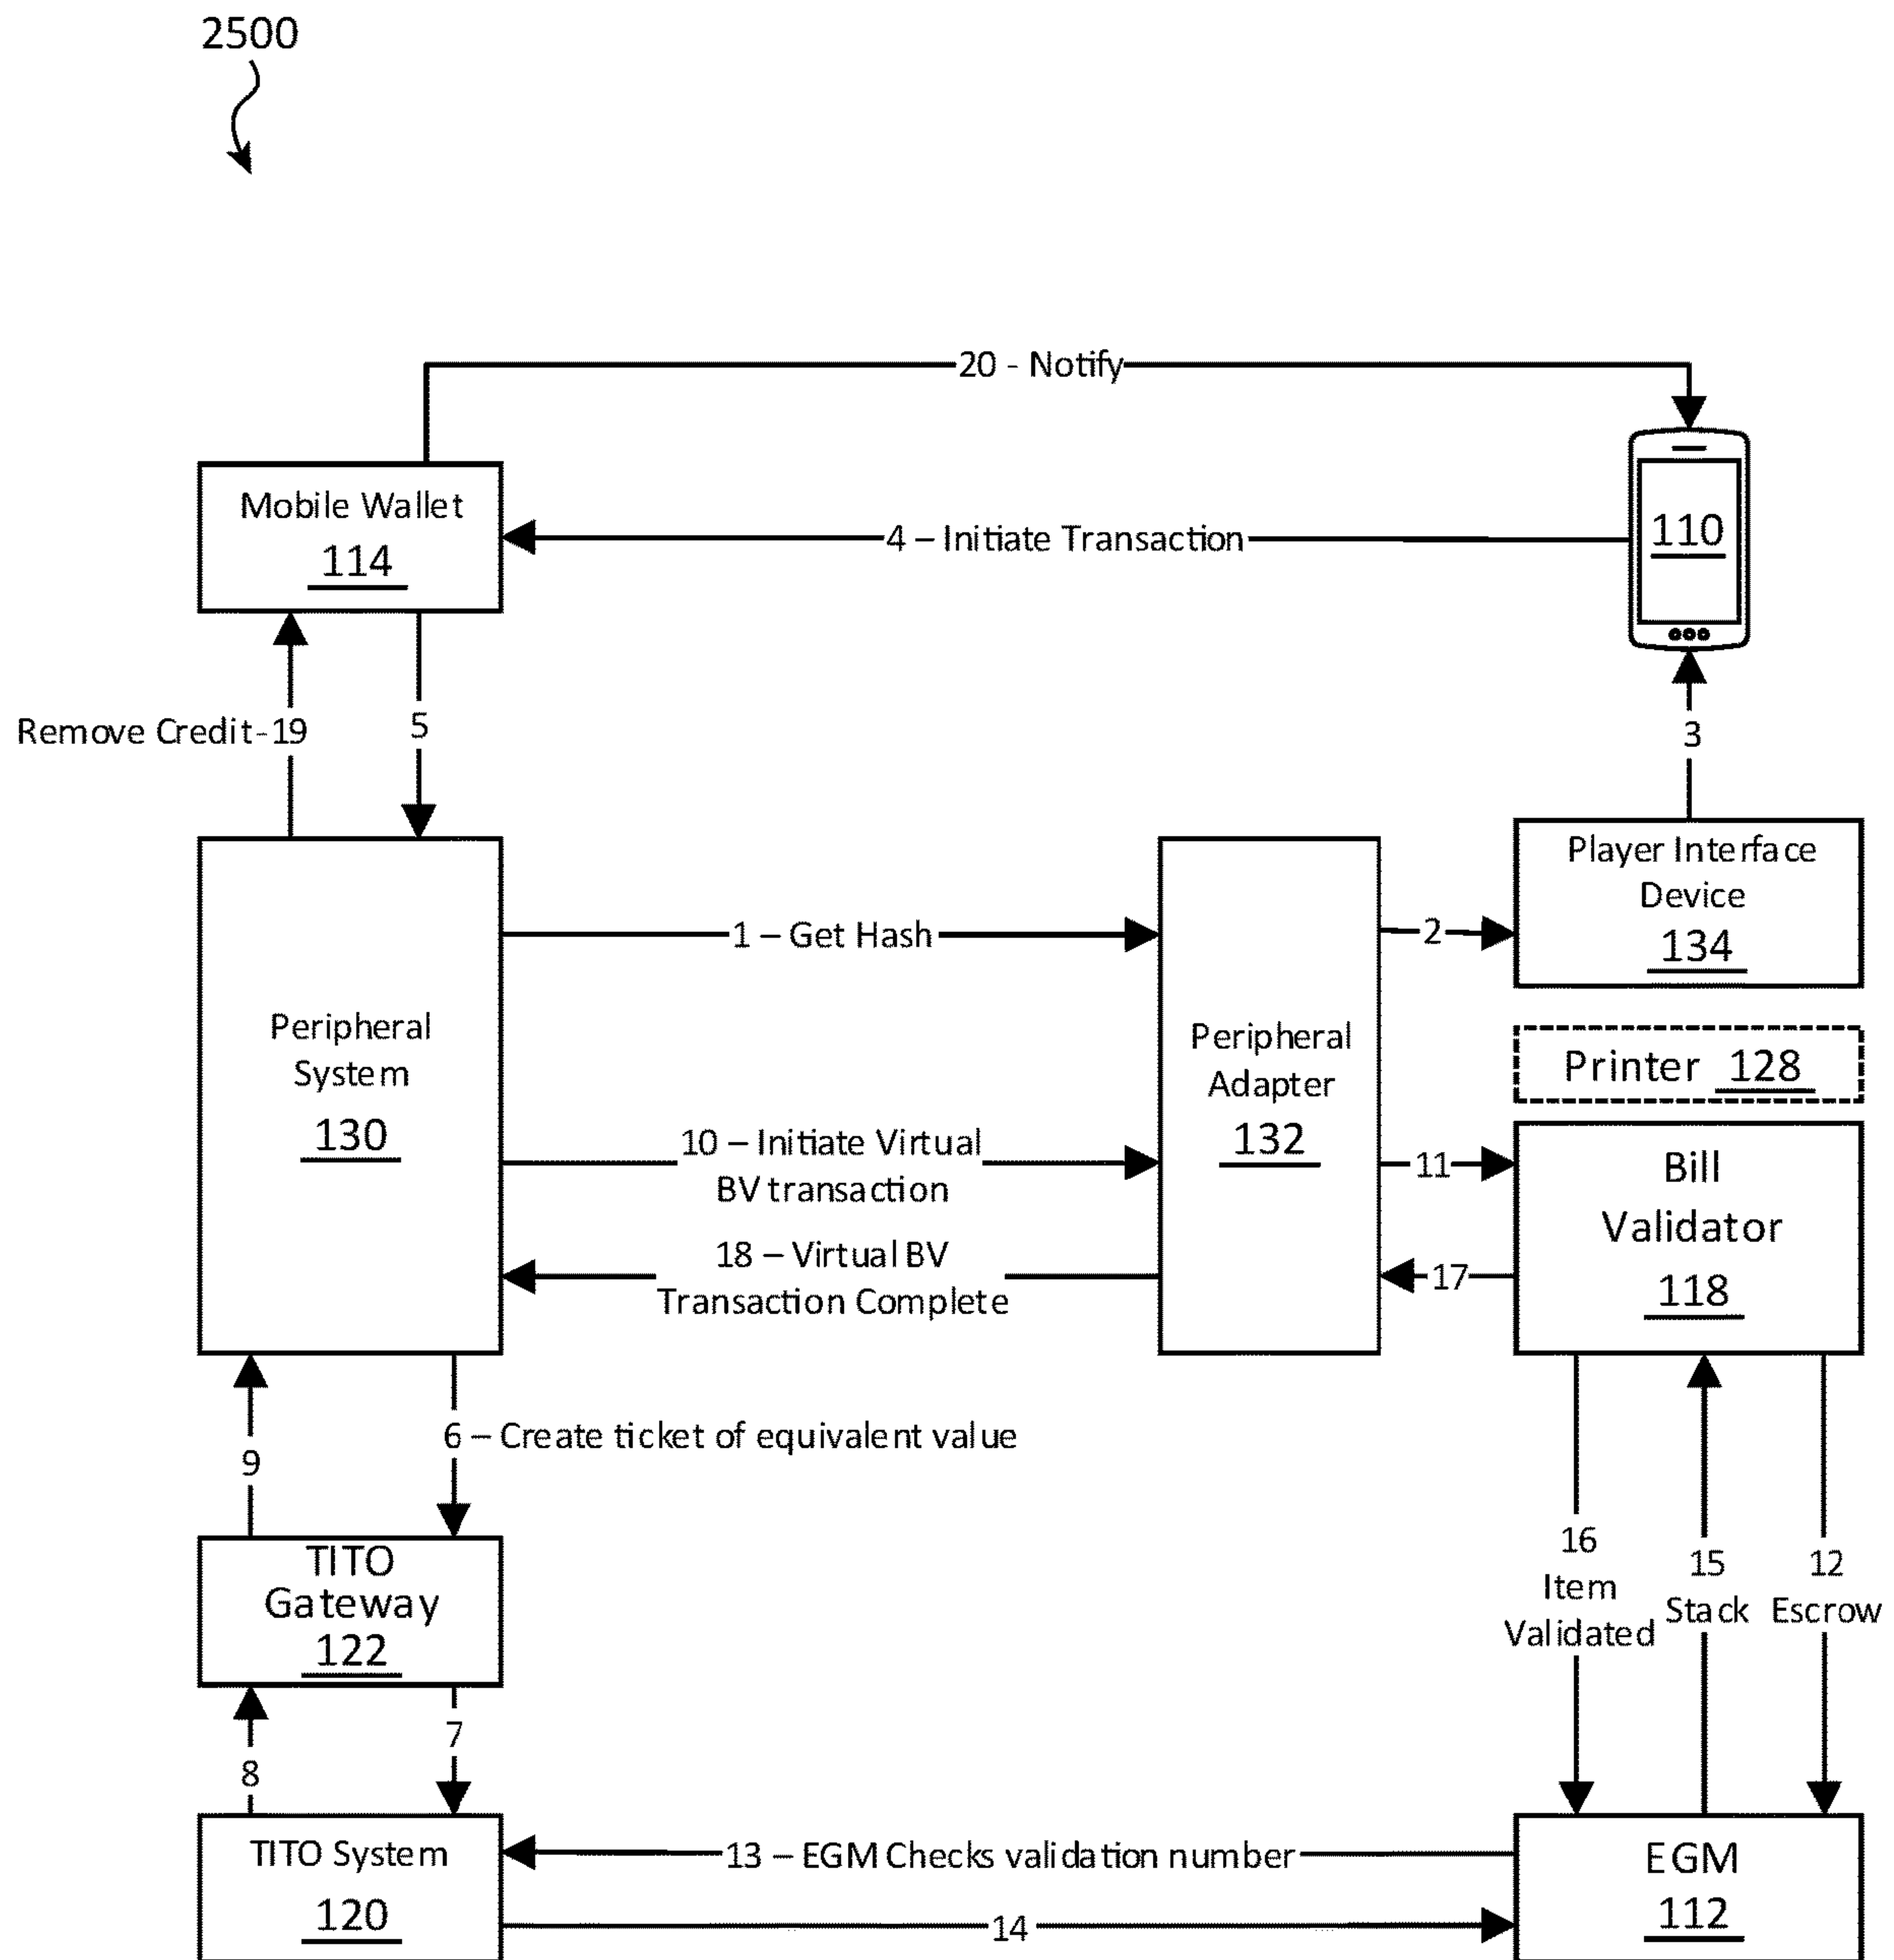 2500
20 - Notify
Mobile Wallet
114
4 – Initiate Transaction
110
Remove Credit-19
5
3
Player Interface
Device
134
1 – Get Hash
2
Peripheral
System
130
Peripheral
Adapter
132
Printer 128
10 – Initiate Virtual
BV transaction
11
Bill
Validator
118
18 – Virtual BV
Transaction Complete
17
9
6 – Create ticket of equivalent value
16
Item
Validated
15
Stack
12
Escrow
TITO
Gateway
122
8
7
TITO System
120
13 – EGM Checks validation number
14
EGM
112